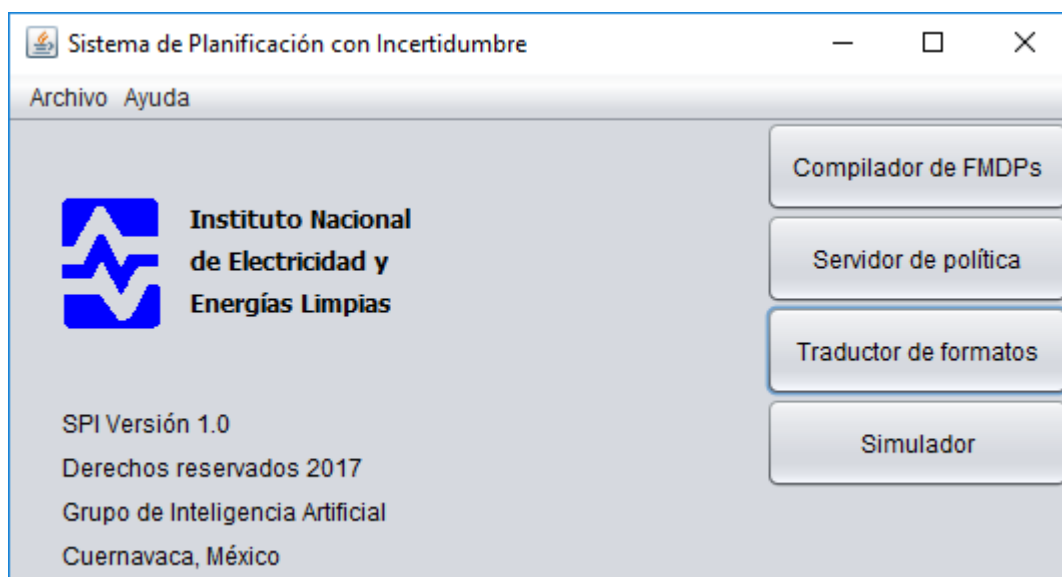 Sistema de Planificación con Incertidumbre
Archivo Ayuda
Compilador de FMDPs
Servidor de política
Traductor de formatos
Simulador
Instituto Nacional
de Electricidad y
Energías Limpias
SPI Versión 1.0
Derechos reservados 2017
Grupo de Inteligencia Artificial
Cuernavaca, México